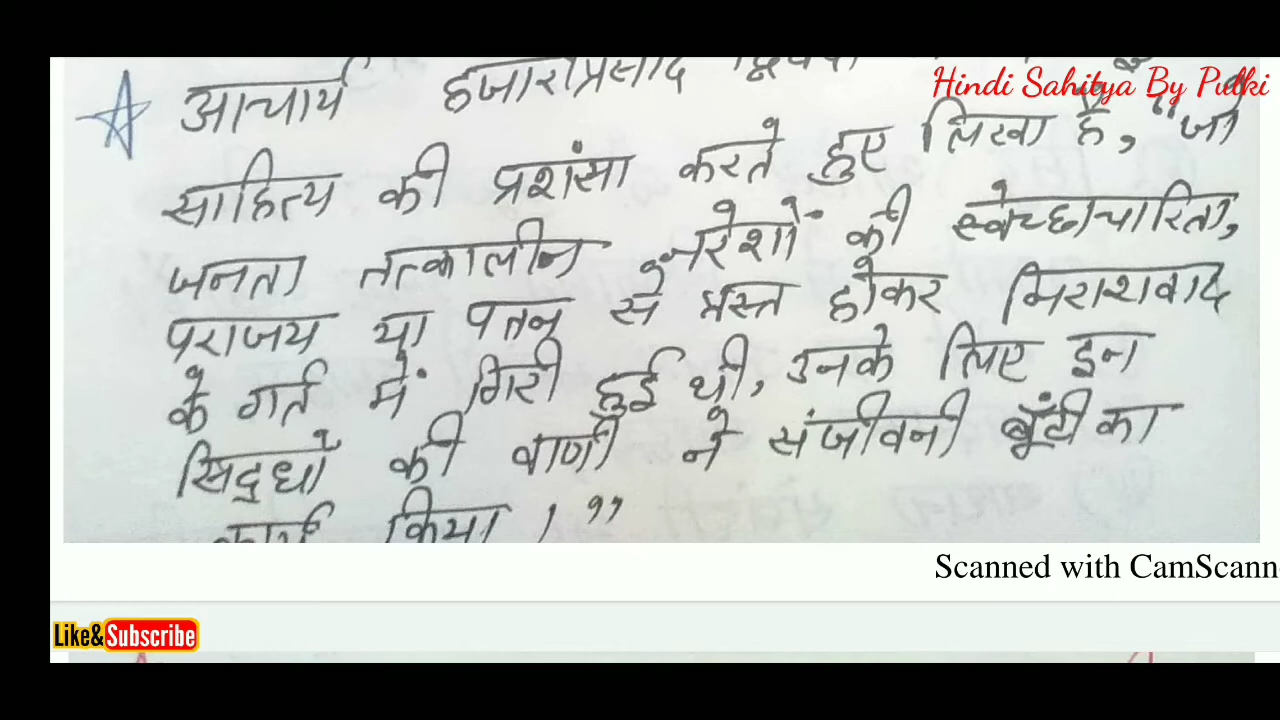 Hindi Sahitya By Pulki
आचार्य हजारीप्रसाद द्विवेदी
साहित्य की प्रशंसा करते हुए लिखा है, "जो
जनता तत्कालीन नरेशों की स्वेच्छाचारिता,
पराजय या पतन से त्रस्त होकर निराशवाद
के गर्त में गिरी हुई थी, उनके लिए इन
सिद्धों की वाणी ने संजीवनी बूँटी का
कार्य किया ।"
Scanned with CamScann
Like& Subscribe